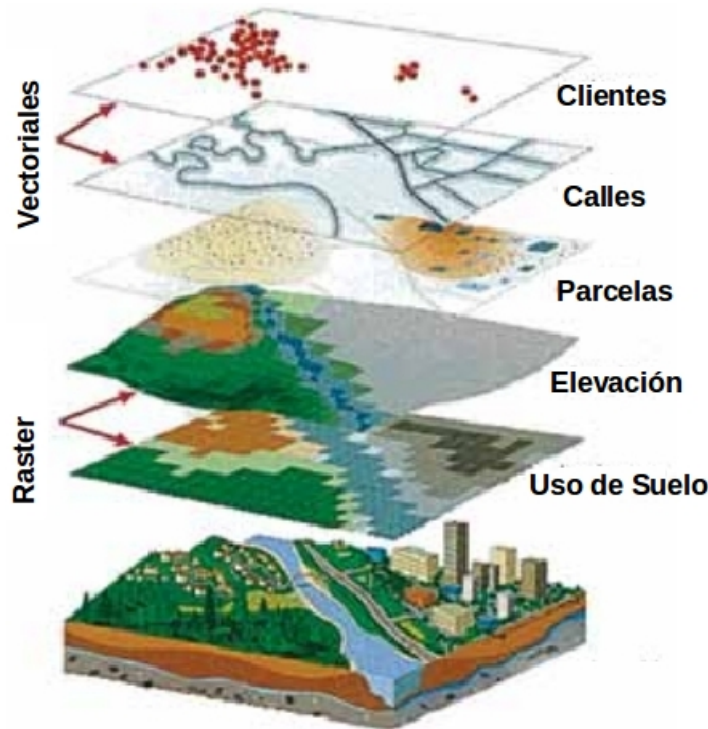 Vectoriales
Clientes
Calles
Parcelas
Raster
Elevación
Uso de Suelo